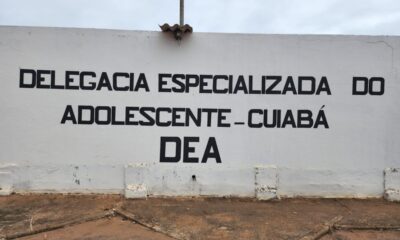 DELEGACIA ESPECIALIZADA DO
ADOLESCENTE - CUIABÁ
DEA